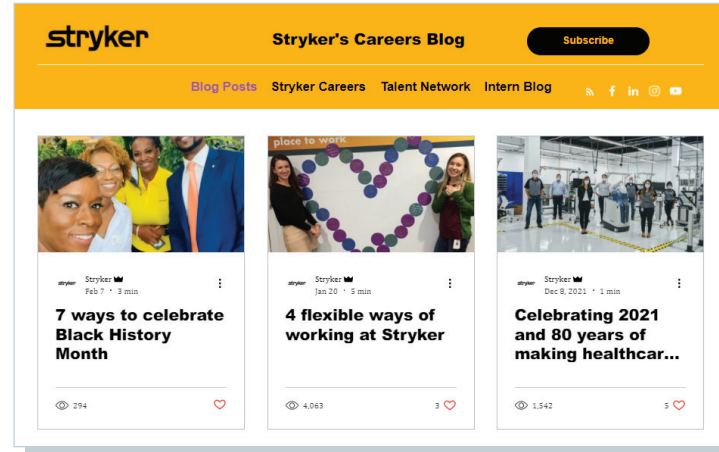 stryker
Stryker's Careers Blog
Subscribe
Blog Posts Stryker Careers Talent Network Intern Blog
place to work
stryker
Stryker
Feb 7 · 3 min
7 ways to celebrate
Black History
Month
294
stryker
Stryker
Jan 20 · 5 min
4 flexible ways of
working at Stryker
4,063
3
stryker
Stryker
Dec 8, 2021 · 1 min
Celebrating 2021
and 80 years of
making healthcar...
1,542
5